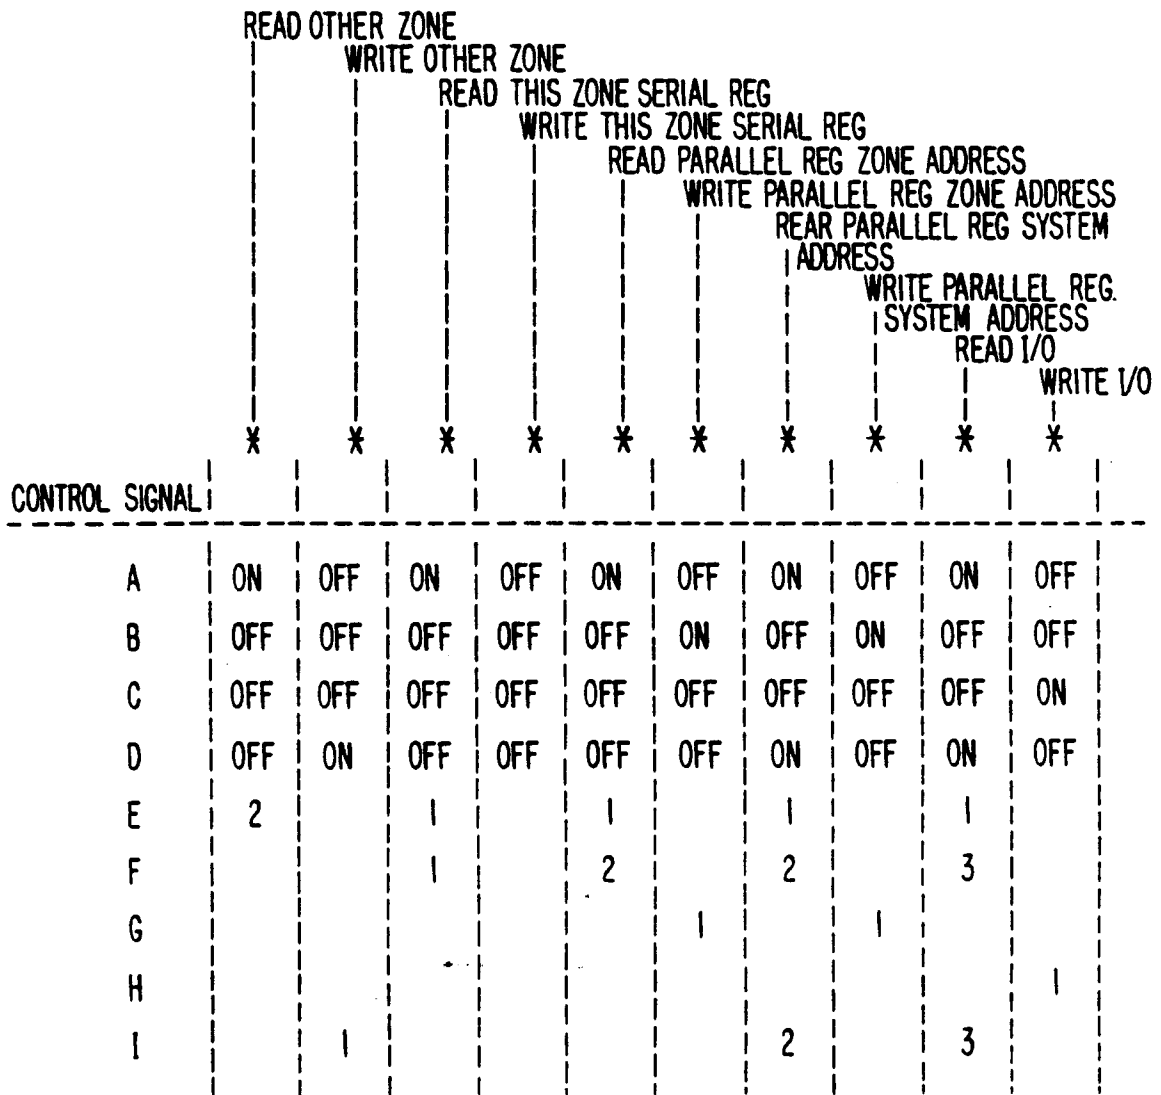 READ OTHER ZONE
WRITE OTHER ZONE
READ THIS ZONE SERIAL REG
WRITE THIS ZONE SERIAL REG
READ PARALLEL REG ZONE ADDRESS
WRITE PARALLEL REG ZONE ADDRESS
REAR PARALLEL REG SYSTEM
ADDRESS
WRITE PARALLEL REG.
SYSTEM ADDRESS
READ I/O
WRITE I/O
* * * * * * * * * *
CONTROL SIGNAL
A ON OFF ON OFF ON OFF ON OFF ON OFF
B OFF OFF OFF OFF OFF ON OFF ON OFF OFF
C OFF OFF OFF OFF OFF OFF OFF OFF OFF ON
D OFF ON OFF OFF OFF OFF ON OFF ON OFF
E 2 1 1 1 1
F 1 2 2 3
G 1 1
H 1
I 1 2 3